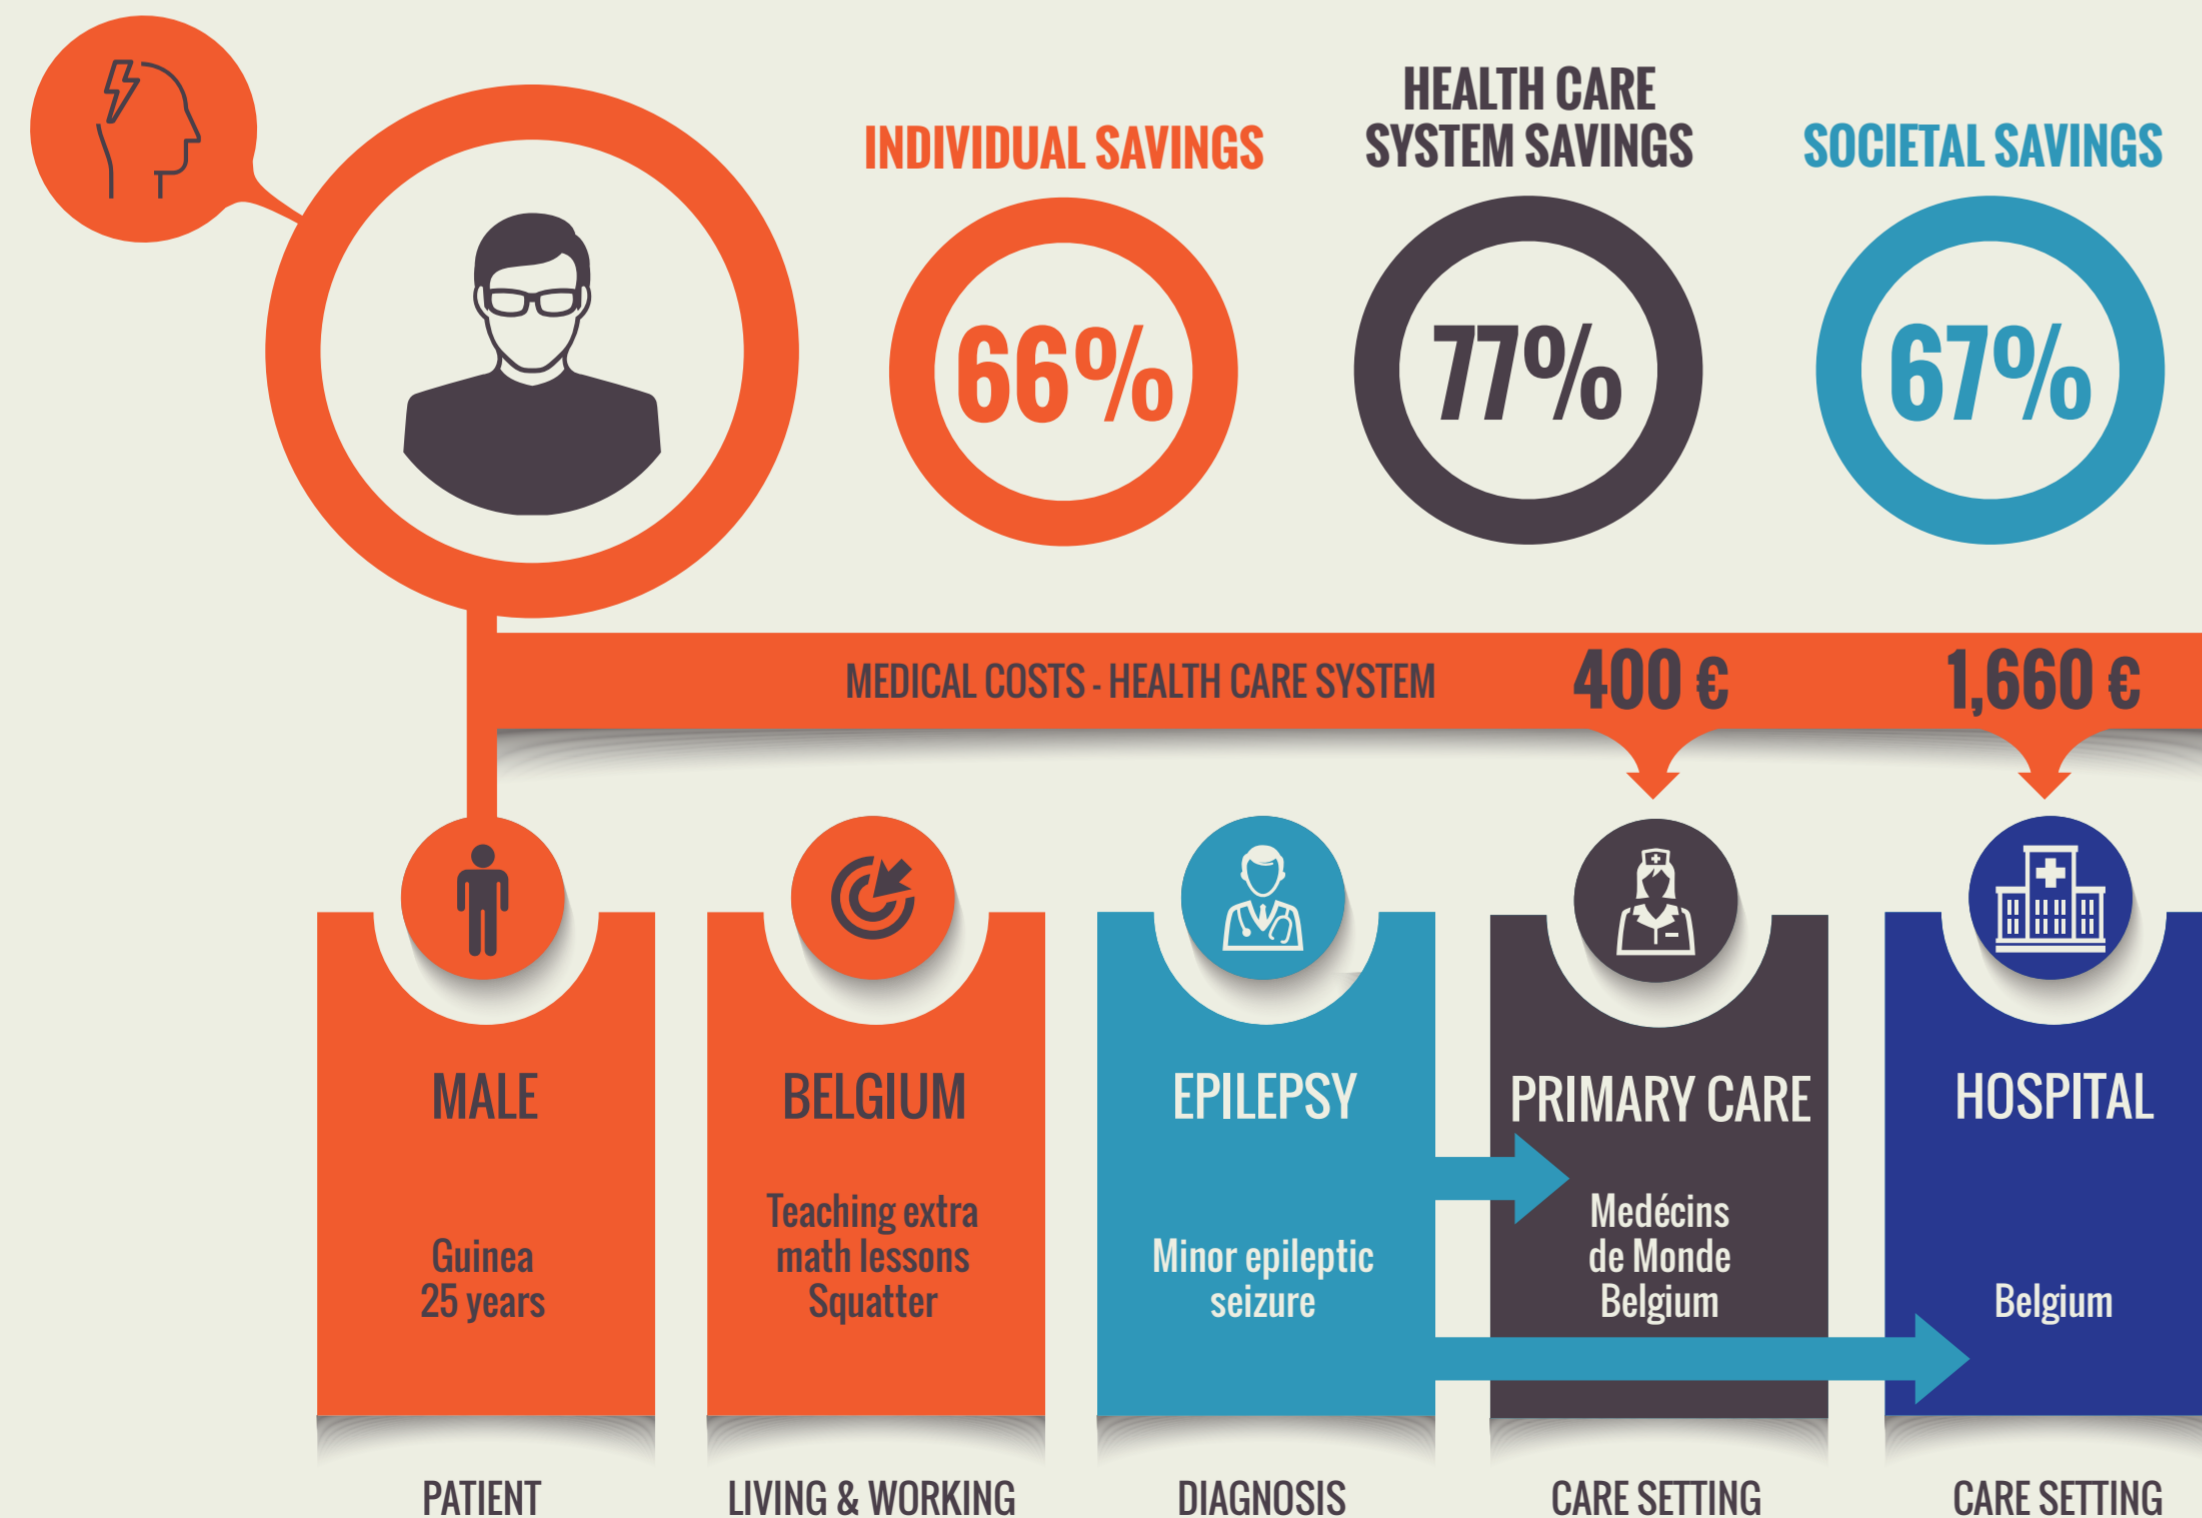 INDIVIDUAL SAVINGS
HEALTH CARE
SYSTEM SAVINGS
SOCIETAL SAVINGS
66%
77%
67%
MEDICAL COSTS - HEALTH CARE SYSTEM
400 €
1,660 €
MALE
Guinea
25 years
PATIENT
BELGIUM
Teaching extra
math lessons
Squatter
LIVING & WORKING
EPILEPSY
Minor epileptic
seizure
DIAGNOSIS
PRIMARY CARE
Medécins
de Monde
Belgium
CARE SETTING
HOSPITAL
Belgium
CARE SETTING